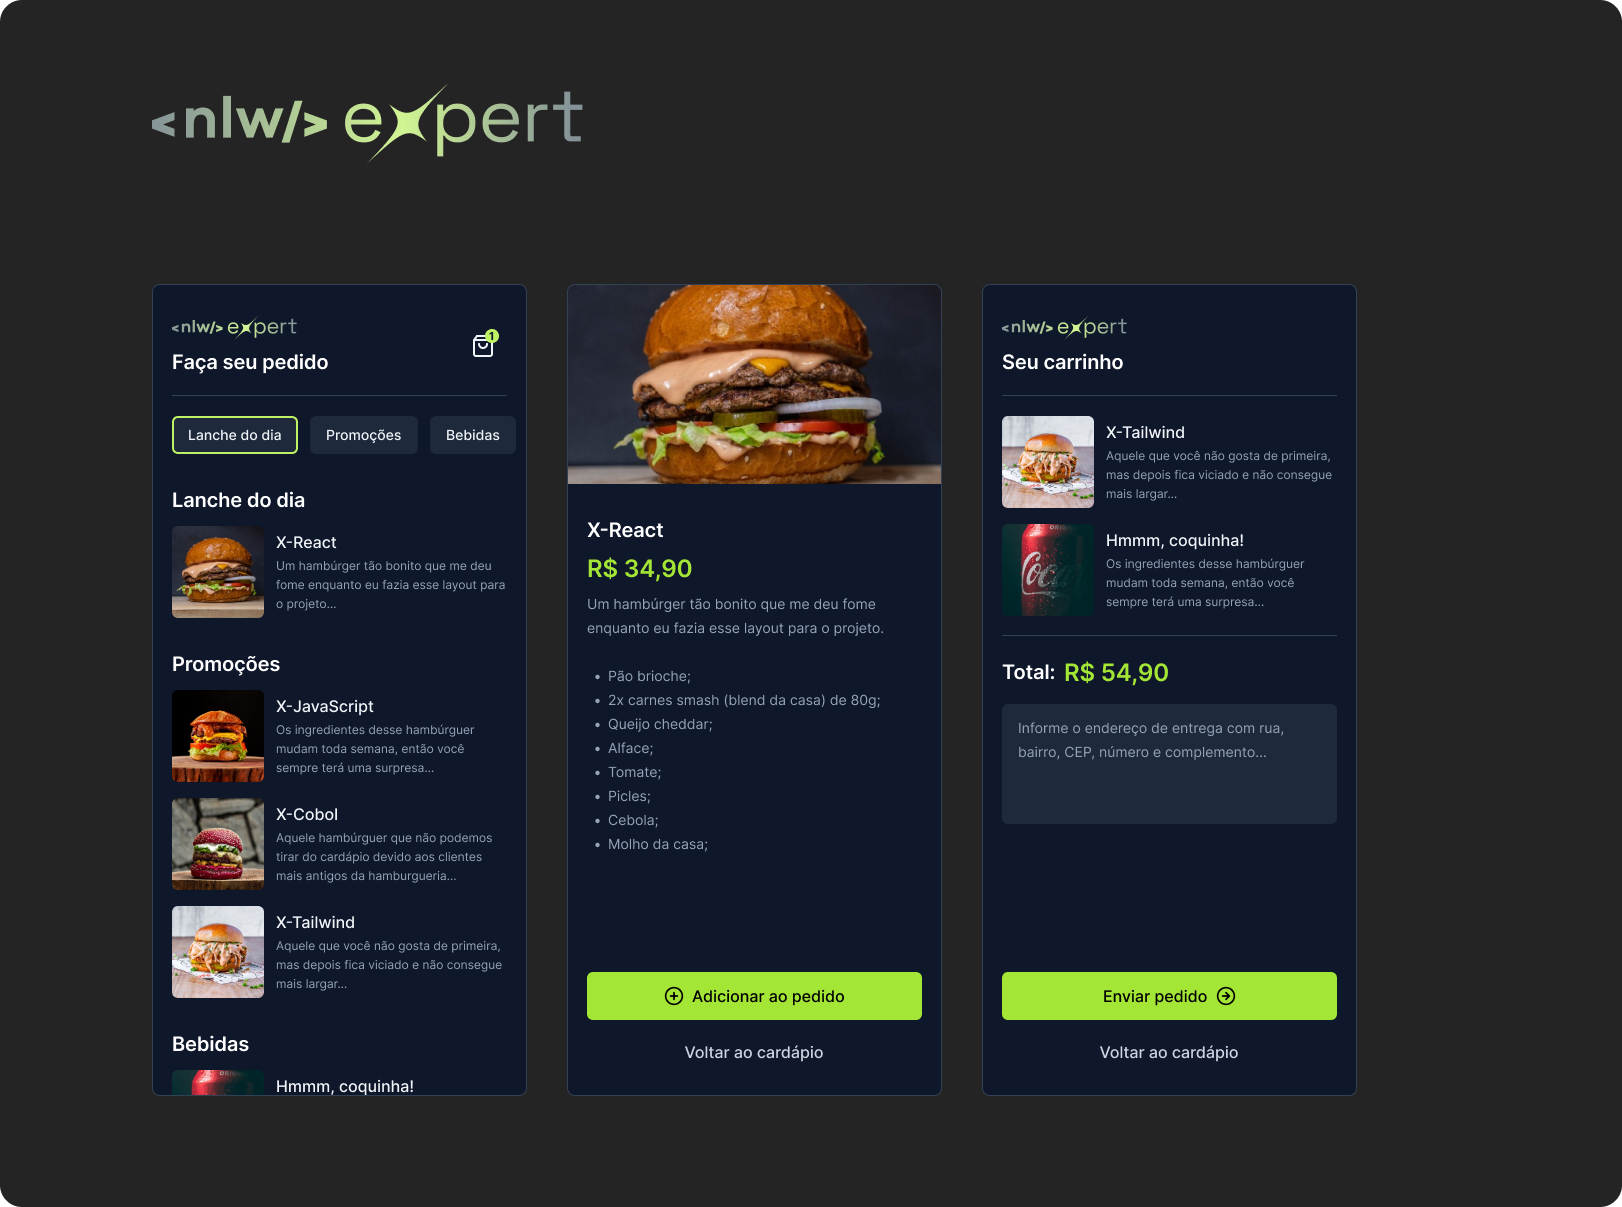 <nlw/> expert
<nlw/> expert
1
Faça seu pedido
Lanche do dia
Promoções
Bebidas
Lanche do dia
X-React
Um hambúrger tão bonito que me deu
fome enquanto eu fazia esse layout para
o projeto...
Promoções
X-JavaScript
Os ingredientes desse hambúrguer
mudam toda semana, então você
sempre terá uma surpresa...
X-Cobol
Aquele hambúrguer que não podemos
tirar do cardápio devido aos clientes
mais antigos da hamburgueria...
X-Tailwind
Aquele que você não gosta de primeira,
mas depois fica viciado e não consegue
mais largar...
Bebidas
Hmmm, coquinha!
X-React
R$ 34,90
Um hambúrger tão bonito que me deu fome
enquanto eu fazia esse layout para o projeto.
• Pão brioche;
• 2x carnes smash (blend da casa) de 80g;
• Queijo cheddar;
• Alface;
• Tomate;
• Picles;
• Cebola;
• Molho da casa;
Adicionar ao pedido
Voltar ao cardápio
<nlw/> expert
Seu carrinho
X-Tailwind
Aquele que você não gosta de primeira,
mas depois fica viciado e não consegue
mais largar...
Coc
Hmmm, coquinha!
Os ingredientes desse hambúrguer
mudam toda semana, então você
sempre terá uma surpresa...
Total: R$ 54,90
Informe o endereço de entrega com rua,
bairro, CEP, número e complemento...
Enviar pedido
Voltar ao cardápio